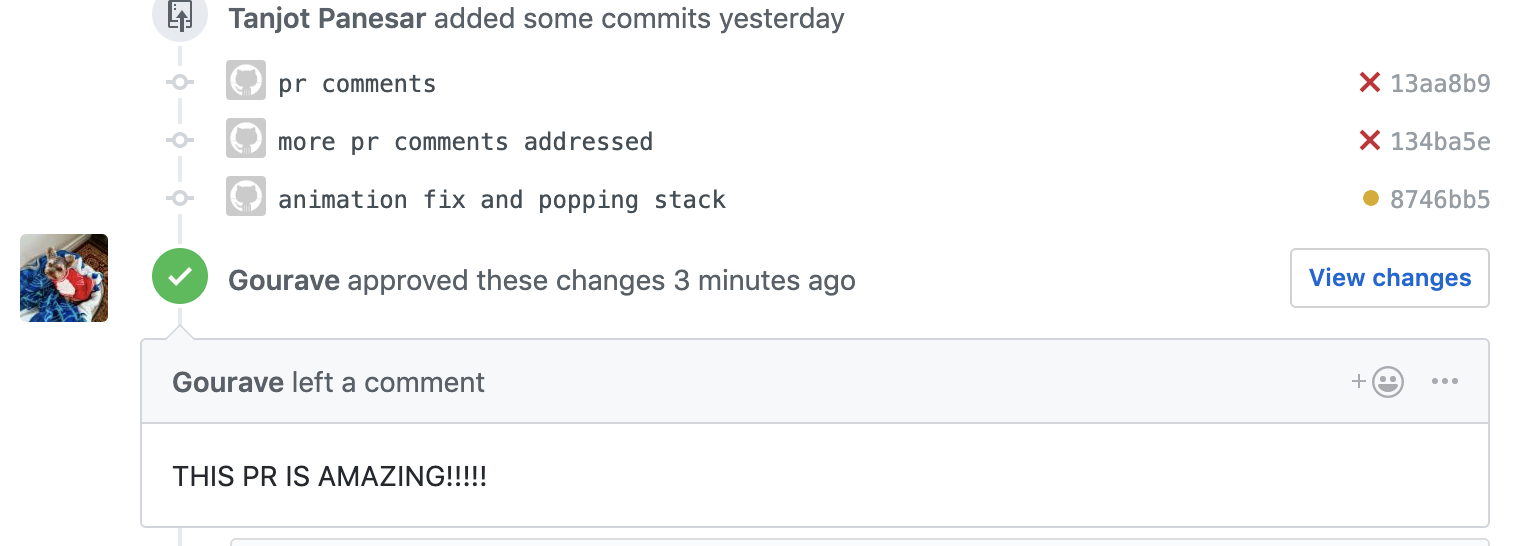 Tanjot Panesar added some commits yesterday
pr comments 13aa8b9
more pr comments addressed 134ba5e
animation fix and popping stack 8746bb5
Gourave approved these changes 3 minutes ago View changes
Gourave left a comment
THIS PR IS AMAZING!!!!!